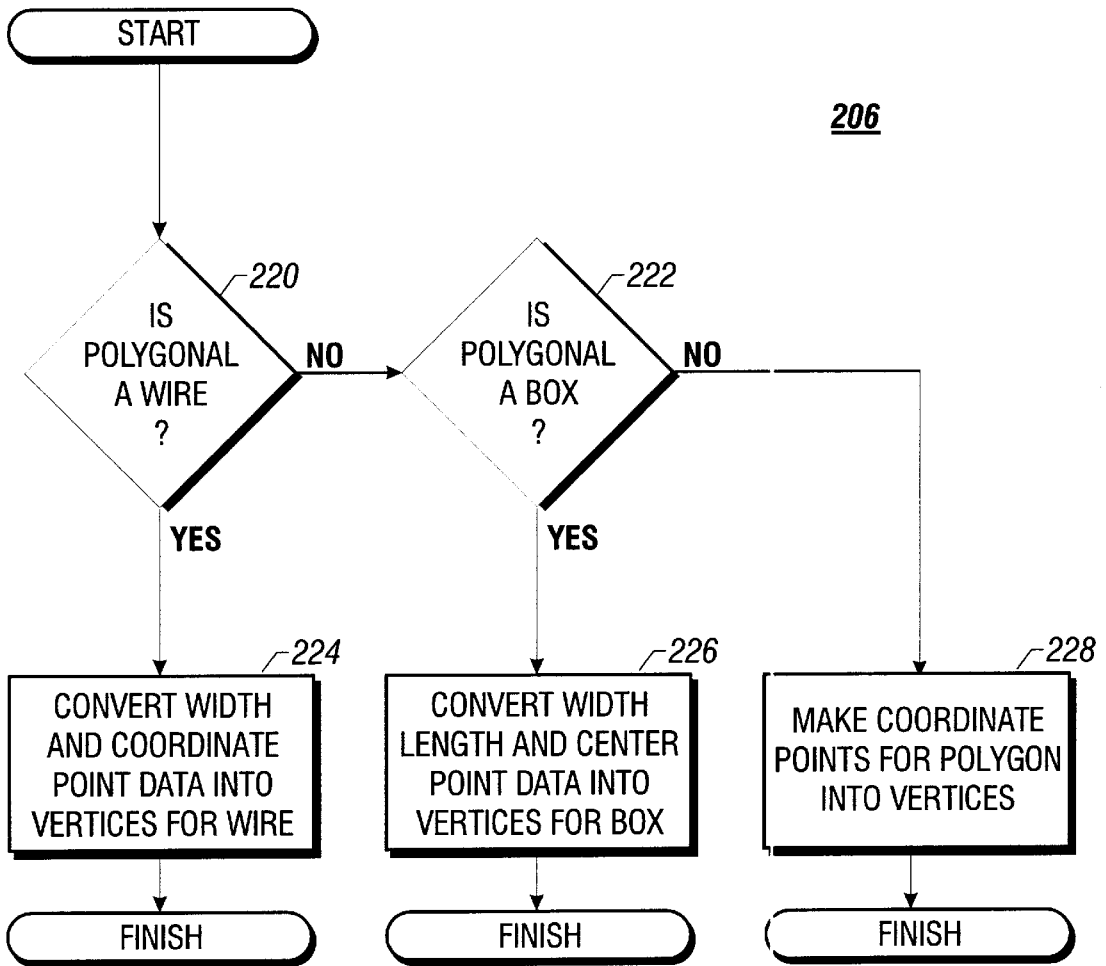 START
206
220
IS
POLYGONAL
A WIRE
?
NO
YES
222
IS
POLYGONAL
A BOX
?
NO
YES
224
CONVERT WIDTH
AND COORDINATE
POINT DATA INTO
VERTICES FOR WIRE
226
CONVERT WIDTH
LENGTH AND CENTER
POINT DATA INTO
VERTICES FOR BOX
228
MAKE COORDINATE
POINTS FOR POLYGON
INTO VERTICES
FINISH
FINISH
FINISH